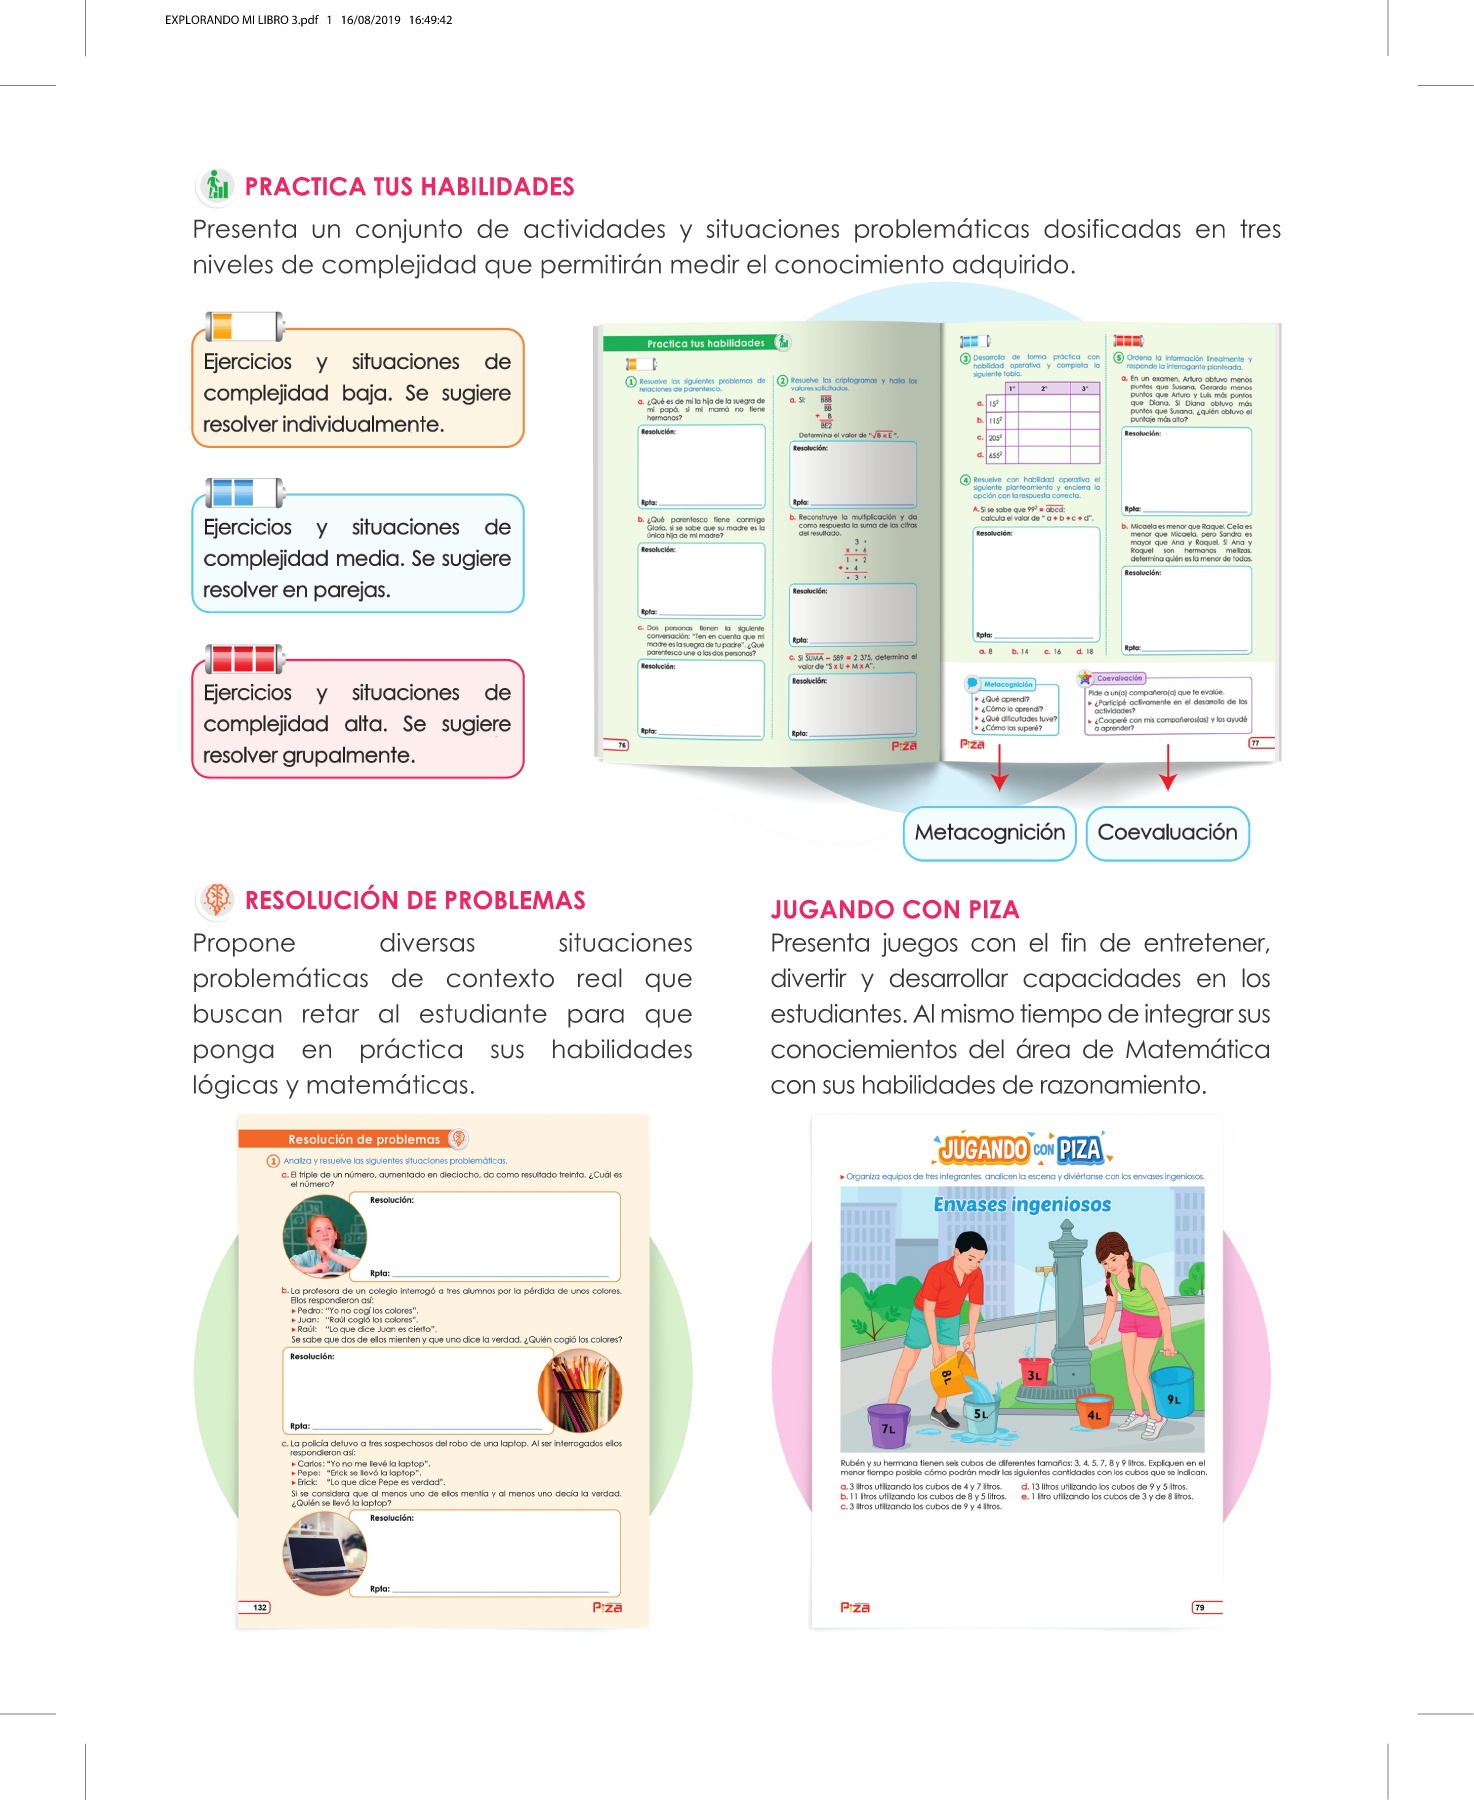 EXPLORANDO MI LIBRO 3.pdf 1 16/08/2019 16:49:42
PRACTICA TUS HABILIDADES
Presenta un conjunto de actividades y situaciones problemáticas dosificadas en tres
niveles de complejidad que permitirán medir el conocimiento adquirido.
Ejercicios y situaciones de
complejidad baja. Se sugiere
resolver individualmente.
Ejercicios y situaciones de
complejidad media. Se sugiere
resolver en parejas.
Ejercicios y situaciones de
complejidad alta. Se sugiere
resolver grupalmente.
Practica tus habilidades
1 Resuelve los siguientes problemas de
relaciones de parentesco.
a. ¿Qué es de mí la hija de la suegra de
mi papá, si mi mamá no tiene
hermanas?
Resolución:
Rpta:
b. ¿Qué parentesco tiene conmigo
Gloria, si se sabe que su madre es la
única hija de mi madre?
Resolución:
Rpta:
c. Dos personas tienen la siguiente
conversación: "Ten en cuenta que mi
madre es la suegra de tu padre". ¿Qué
parentesco une a las dos personas?
Resolución:
Rpta:
76
2 Resuelve los criptogramas y halla los
valores solicitados.
a. Si: BBB
BB
+ B
BE2
Determina el valor de "√B x E".
Resolución:
Rpta:
b. Reconstruye la multiplicación y da
como respuesta la suma de las cifras
del resultado.
3 *
x * 6
1 * 2
+ * 4
* 3 *
Resolución:
Rpta:
c. Si SUMA – 589 = 2 375, determina el
valor de "S x U + M x A".
Resolución:
Rpta:
Piza
3 Desarrolla de forma práctica con
habilidad operativa y completa la
siguiente tabla.
1° 2° 3°
a. 15²
b. 115²
c. 205²
d. 655²
4 Resuelve con habilidad operativa el
siguiente planteamiento y encierra la
opción con la respuesta correcta.
A. Si se sabe que 99² = abcd;
calcula el valor de " a + b + c + d".
Resolución:
Rpta:
a. 8 b. 14 c. 16 d. 18
5 Ordena la información linealmente y
responde la interrogante planteada.
a. En un examen, Arturo obtuvo menos
puntos que Susana, Gerardo menos
puntos que Arturo y Luis más puntos
que Diana. Si Diana obtuvo más
puntos que Susana, ¿quién obtuvo el
puntaje más alto?
Resolución:
Rpta:
b. Micaela es menor que Raquel. Celia es
menor que Micaela, pero Sandra es
mayor que Ana y Raquel. Si Ana y
Raquel son hermanas mellizas,
determina quién es la menor de todas.
Resolución:
Rpta:
Metacognición
¿Qué aprendí?
¿Cómo lo aprendí?
¿Qué dificultades tuve?
¿Cómo las superé?
Coevaluación
Pide a un(a) compañero(a) que te evalúe.
¿Participé activamente en el desarrollo de las
actividades?
¿Cooperé con mis compañeros(as) y los ayudé
a aprender?
Piza
77
Metacognición
Coevaluación
RESOLUCIÓN DE PROBLEMAS
Propone diversas situaciones
problemáticas de contexto real que
buscan retar al estudiante para que
ponga en práctica sus habilidades
lógicas y matemáticas.
Resolución de problemas
1 Analiza y resuelve las siguientes situaciones problemáticas.
a. El triple de un número, aumentado en dieciocho, da como resultado treinta. ¿Cuál es
el número?
Resolución:
Rpta:
b. La profesora de un colegio interrogó a tres alumnos por la pérdida de unos colores.
Ellos respondieron así:
Pedro: "Yo no cogí los colores".
Juan: "Raúl cogió los colores".
Raúl: "Lo que dice Juan es cierto".
Se sabe que dos de ellos mienten y que uno dice la verdad. ¿Quién cogió los colores?
Resolución:
Rpta:
c. La policía detuvo a tres sospechosos del robo de una laptop. Al ser interrogados ellos
respondieron así:
Carlos: "Yo no me llevé la laptop".
Pepe: "Erick se llevó la laptop".
Erick: "Lo que dice Pepe es verdad".
Si se considera que al menos uno de ellos mentía y al menos uno decía la verdad.
¿Quién se llevó la laptop?
Resolución:
Rpta:
132
Piza
JUGANDO CON PIZA
Presenta juegos con el fin de entretener,
divertir y desarrollar capacidades en los
estudiantes. Al mismo tiempo de integrar sus
conociemientos del área de Matemática
con sus habilidades de razonamiento.
JUGANDO CON PIZA
Organiza equipos de tres integrantes, analicen la escena y diviértanse con los envases ingeniosos.
Envases ingeniosos
8L
3L
7L
5L
4L
9L
Rubén y su hermana tienen seis cubos de diferentes tamaños: 3, 4, 5, 7, 8 y 9 litros. Expliquen en el
menor tiempo posible cómo podrán medir las siguientes cantidades con los cubos que se indican.
a. 3 litros utilizando los cubos de 4 y 7 litros.
b. 11 litros utilizando los cubos de 8 y 5 litros.
c. 3 litros utilizando los cubos de 9 y 4 litros.
d. 13 litros utilizando los cubos de 9 y 5 litros.
e. 1 litro utilizando los cubos de 3 y de 8 litros.
Piza
79